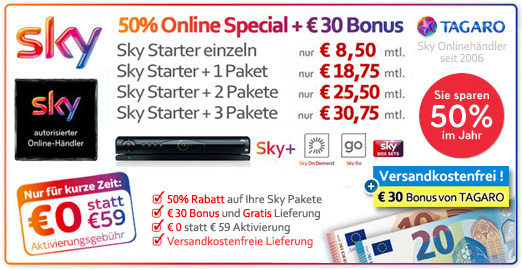 sky
50% Online Special + € 30 Bonus
TAGARO
Sky Onlinehändler
seit 2006
Sky Starter einzeln nur € 8,50 mtl.
Sky Starter + 1 Paket nur € 18,75 mtl.
Sky Starter + 2 Pakete nur € 25,50 mtl.
Sky Starter + 3 Pakete nur € 30,75 mtl.
sky
autorisierter
Online-Händler
Sie sparen
50%
im Jahr
Sky+
Sky On Demand
go
Sky Go
sky
BOX SETS
Nur für kurze Zeit:
€0 statt
€59
Aktivierungsgebühr
50% Rabatt auf Ihre Sky Pakete
€ 30 Bonus und Gratis Lieferung
€ 0 statt € 59 Aktivierung
Versandkostenfreie Lieferung
Versandkostenfrei !
+
€ 30 Bonus von TAGARO
20